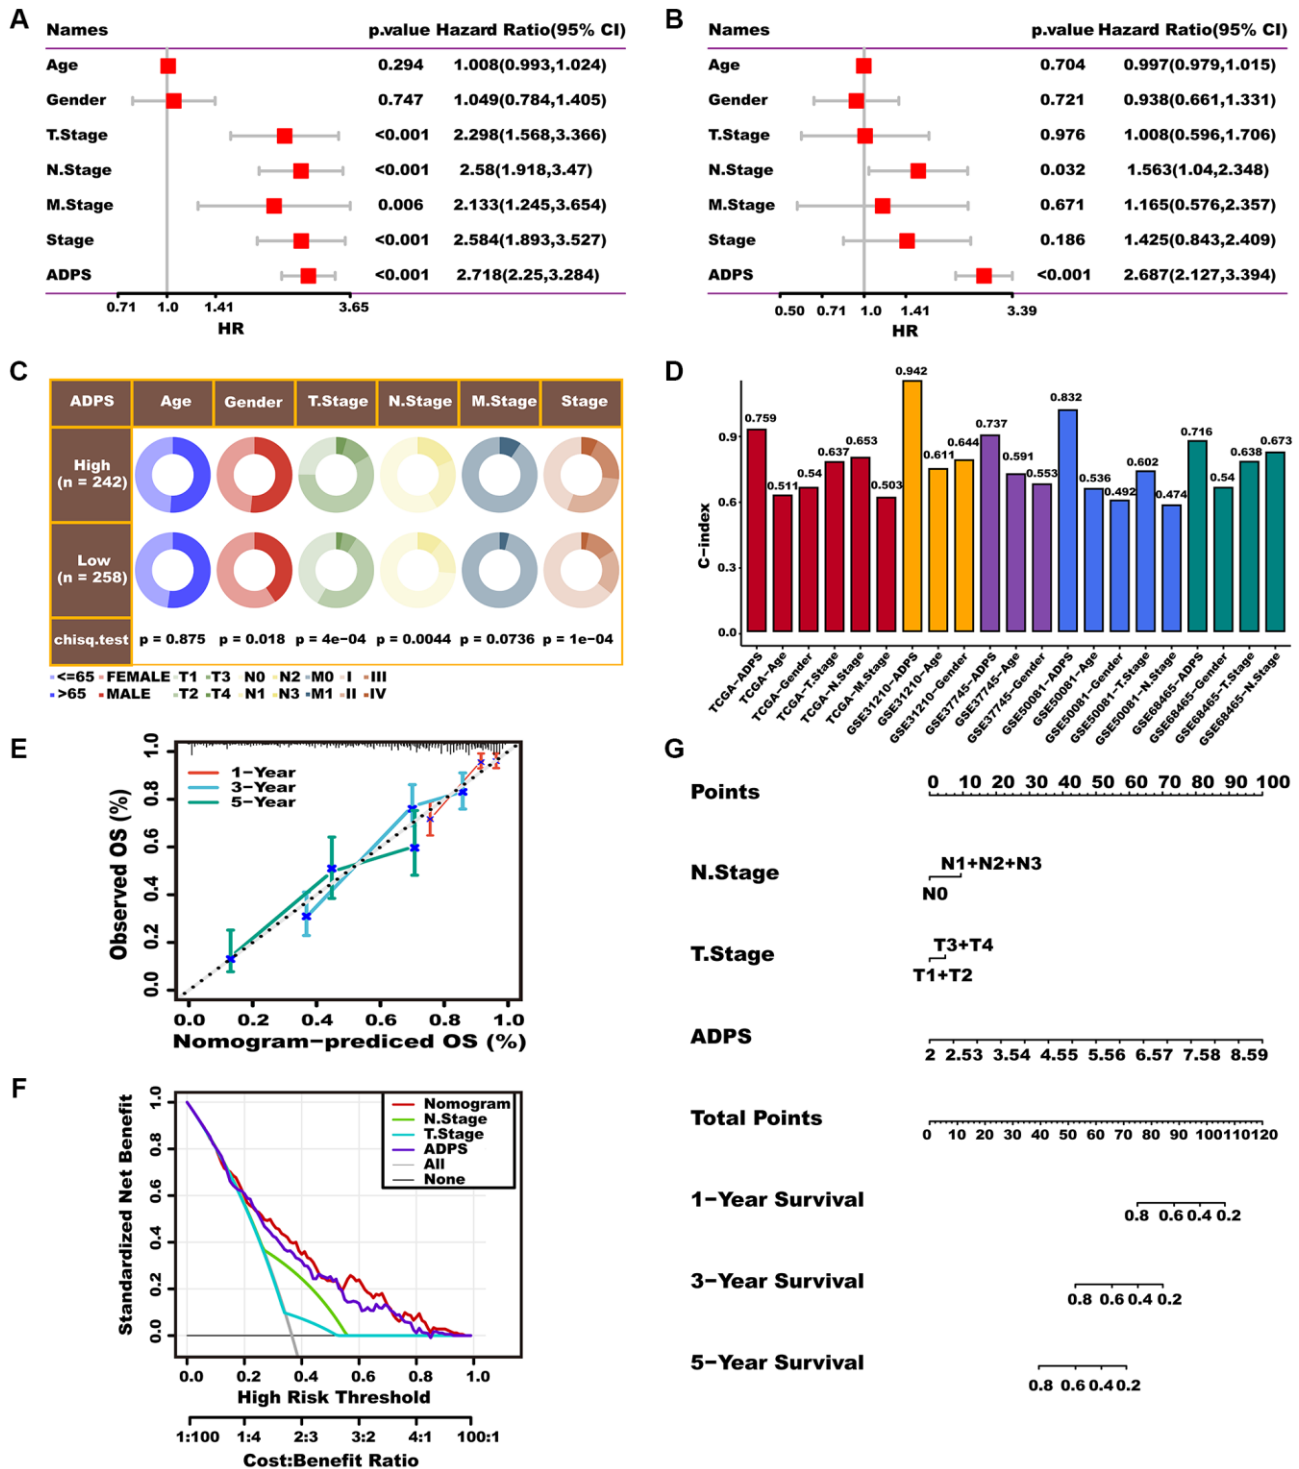 A
Names p.value Hazard Ratio(95% CI)
Age 0.294 1.008(0.993,1.024)
Gender 0.747 1.049(0.784,1.405)
T.Stage <0.001 2.298(1.568,3.366)
N.Stage <0.001 2.58(1.918,3.47)
M.Stage 0.006 2.133(1.245,3.654)
Stage <0.001 2.584(1.893,3.527)
ADPS <0.001 2.718(2.25,3.284)
0.71 1.0 1.41 3.65
HR
B
Names p.value Hazard Ratio(95% CI)
Age 0.704 0.997(0.979,1.015)
Gender 0.721 0.938(0.661,1.331)
T.Stage 0.976 1.008(0.596,1.706)
N.Stage 0.032 1.563(1.04,2.348)
M.Stage 0.671 1.165(0.576,2.357)
Stage 0.186 1.425(0.843,2.409)
ADPS <0.001 2.687(2.127,3.394)
0.50 0.71 1.0 1.41 3.39
HR
C
ADPS Age Gender T.Stage N.Stage M.Stage Stage
High
(n = 242)
Low
(n = 258)
chisq.test p = 0.875 p = 0.018 p = 4e−04 p = 0.0044 p = 0.0736 p = 1e−04
<=65 FEMALE T1 T3 N0 N2 M0 I III
>65 MALE T2 T4 N1 N3 M1 II IV
D
C−index
0.9
0.6
0.3
0.0
0.759
0.511
0.54
0.637
0.653
0.503
0.942
0.611
0.644
0.737
0.591
0.553
0.832
0.536
0.492
0.602
0.474
0.716
0.54
0.638
0.673
TCGA−ADPS
TCGA−Age
TCGA−Gender
TCGA−T.Stage
TCGA−N.Stage
TCGA−M.Stage
GSE31210−ADPS
GSE31210−Age
GSE31210−Gender
GSE37745−ADPS
GSE37745−Age
GSE37745−Gender
GSE50081−ADPS
GSE50081−Age
GSE50081−Gender
GSE50081−T.Stage
GSE50081−N.Stage
GSE68465−ADPS
GSE68465−Gender
GSE68465−T.Stage
GSE68465−N.Stage
E
Observed OS (%)
1.0
0.8
0.6
0.4
0.2
0.0
1−Year
3−Year
5−Year
0.0 0.2 0.4 0.6 0.8 1.0
Nomogram−prediced OS (%)
F
Standardized Net Benefit
1.0
0.8
0.6
0.4
0.2
0.0
Nomogram
N.Stage
T.Stage
ADPS
All
None
0.0 0.2 0.4 0.6 0.8 1.0
High Risk Threshold
1:100 1:4 2:3 3:2 4:1 100:1
Cost:Benefit Ratio
G
Points 0 10 20 30 40 50 60 70 80 90 100
N1+N2+N3
N.Stage
N0
T3+T4
T.Stage
T1+T2
ADPS
2 2.53 3.54 4.55 5.56 6.57 7.58 8.59
Total Points
0 10 20 30 40 50 60 70 80 90 100 110 120
1−Year Survival
0.8 0.6 0.4 0.2
3−Year Survival
0.8 0.6 0.4 0.2
5−Year Survival
0.8 0.6 0.4 0.2